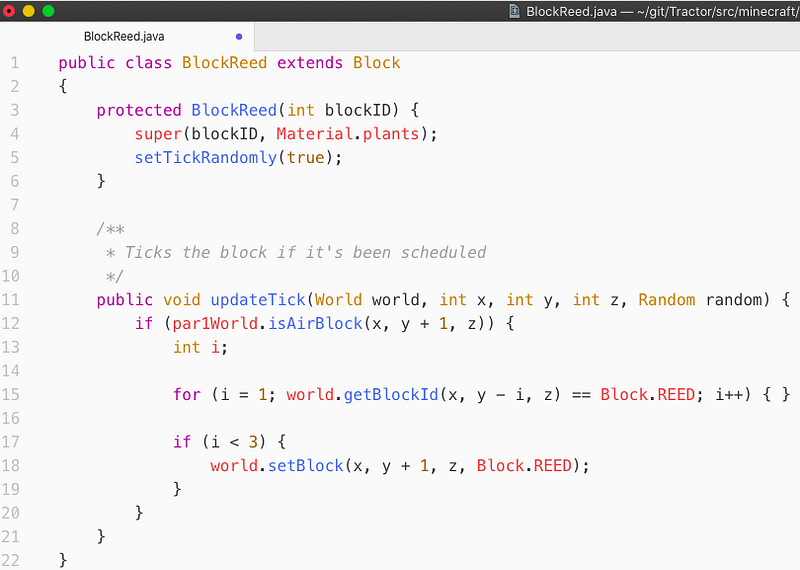 BlockReed.java — ~/git/Tractor/src/minecraft/
BlockReed.java
1 public class BlockReed extends Block
2 {
3     protected BlockReed(int blockID) {
4         super(blockID, Material.plants);
5         setTickRandomly(true);
6     }
7
8     /**
9      * Ticks the block if it's been scheduled
10      */
11     public void updateTick(World world, int x, int y, int z, Random random) {
12         if (par1World.isAirBlock(x, y + 1, z)) {
13             int i;
14
15             for (i = 1; world.getBlockId(x, y - i, z) == Block.REED; i++) { }
16
17             if (i < 3) {
18                 world.setBlock(x, y + 1, z, Block.REED);
19             }
20         }
21     }
22 }